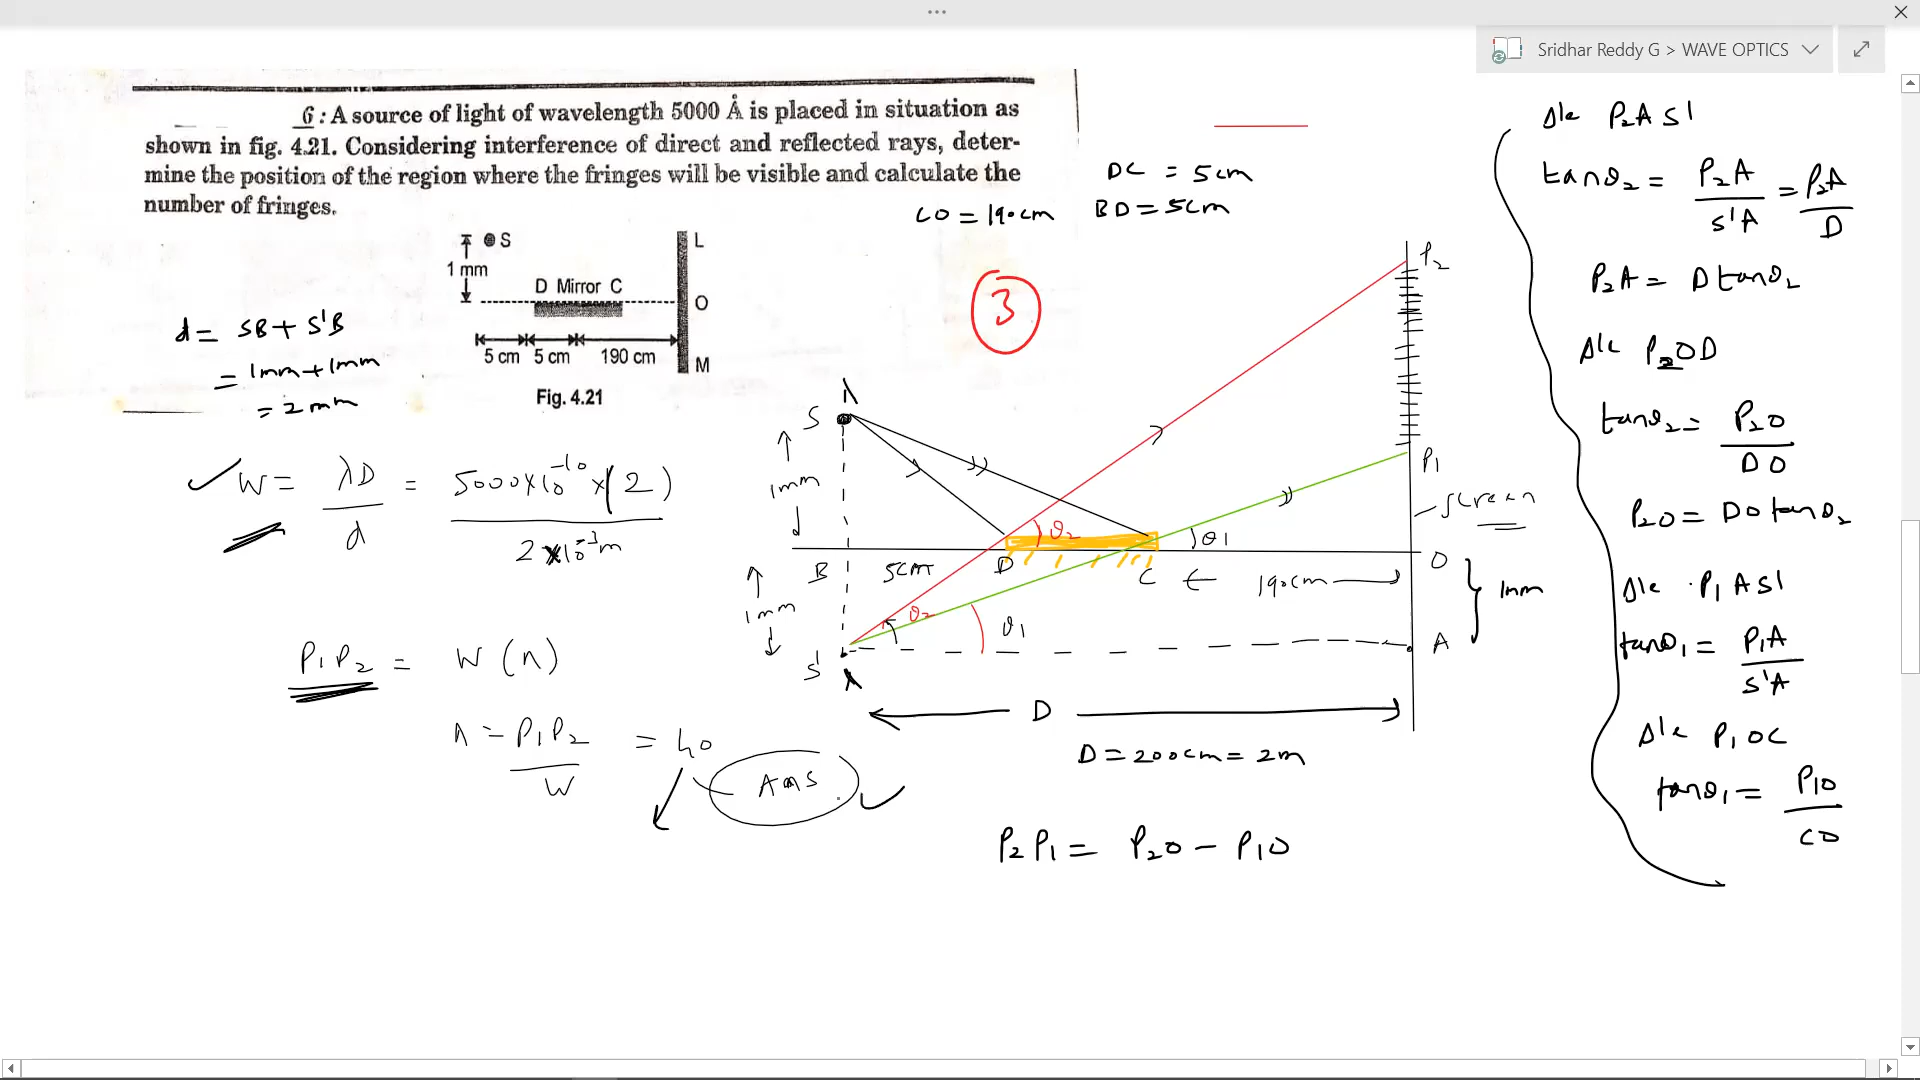 Sridhar Reddy G > WAVE OPTICS
6 : A source of light of wavelength 5000 Å is placed in situation as
shown in fig. 4.21. Considering interference of direct and reflected rays, deter-
mine the position of the region where the fringes will be visible and calculate the
number of fringes.
CO = 190cm
DC = 5cm
BD = 5cm
S
1 mm
D Mirror C
L
O
M
5 cm 5 cm 190 cm
Fig. 4.21
d = SB + S'B
= 1mm + 1mm
= 2mm
3
W = λD / d = 5000×10^-10 × (2) / 2×10^-3 m
P1P2 = W (n)
n = P1P2 / W = 40
Ans
S
λ
1mm
B
5cm
D
C
θ2
θ1
190cm
P2
P1
screen
O
1mm
A
1mm
S'
λ
θ2
θ1
D
D = 200cm = 2m
P2P1 = P2O - P1O
Δle P2AS'
tanθ2 = P2A / S'A = P2A / D
P2A = D tanθ2
Δle P2OD
tanθ2 = P2O / DO
P2O = DO tanθ2
Δle P1AS'
tanθ1 = P1A / S'A
Δle P1OC
tanθ1 = P1O / CO